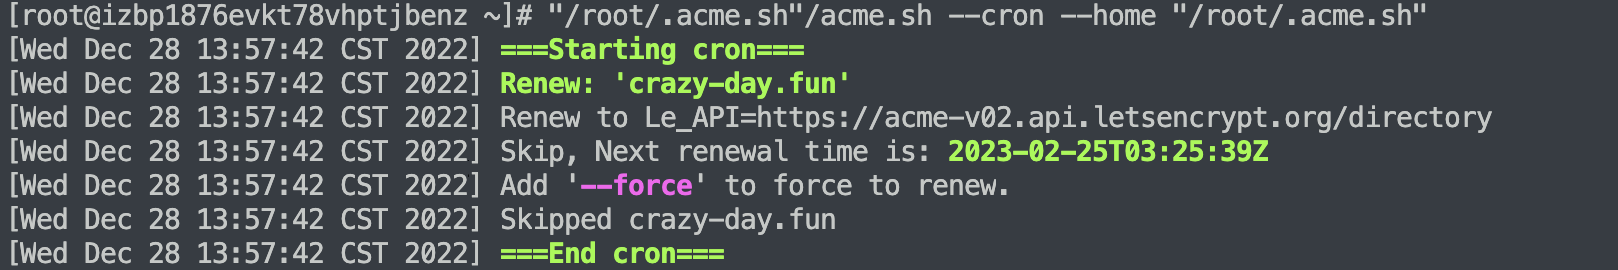 [root@izbp1876evkt78vhptjbenz ~]# "/root/.acme.sh"/acme.sh --cron --home "/root/.acme.sh"
[Wed Dec 28 13:57:42 CST 2022] ===Starting cron===
[Wed Dec 28 13:57:42 CST 2022] Renew: 'crazy-day.fun'
[Wed Dec 28 13:57:42 CST 2022] Renew to Le_API=https://acme-v02.api.letsencrypt.org/directory
[Wed Dec 28 13:57:42 CST 2022] Skip, Next renewal time is: 2023-02-25T03:25:39Z
[Wed Dec 28 13:57:42 CST 2022] Add '--force' to force to renew.
[Wed Dec 28 13:57:42 CST 2022] Skipped crazy-day.fun
[Wed Dec 28 13:57:42 CST 2022] ===End cron===